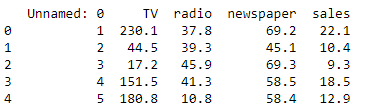 Unnamed: 0 TV radio newspaper sales
0 1 230.1 37.8 69.2 22.1
1 2 44.5 39.3 45.1 10.4
2 3 17.2 45.9 69.3 9.3
3 4 151.5 41.3 58.5 18.5
4 5 180.8 10.8 58.4 12.9